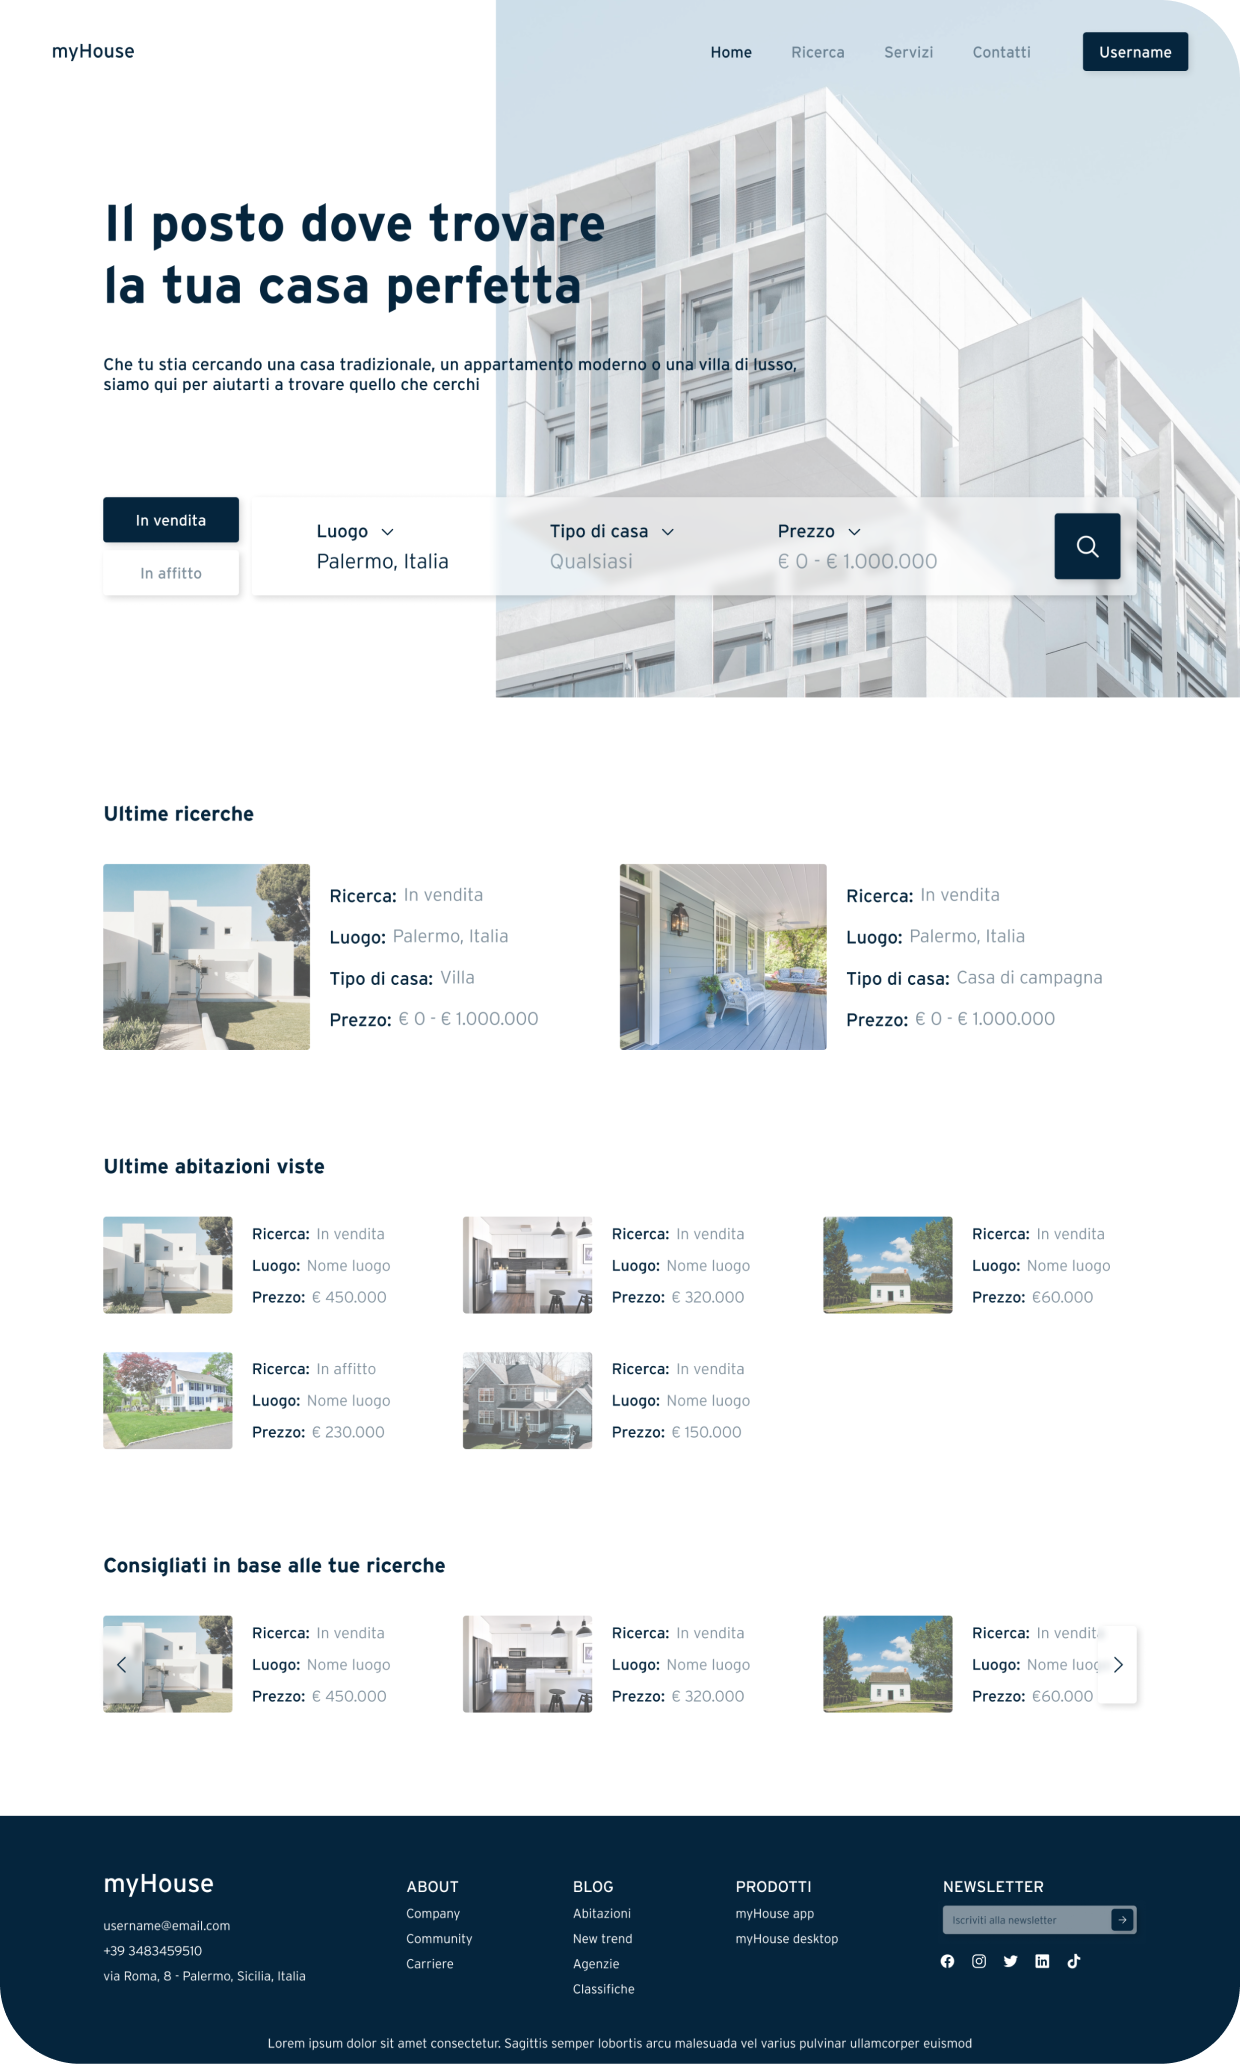 myHouse
Home
Ricerca
Servizi
Contatti
Username
Il posto dove trovare
la tua casa perfetta
Che tu stia cercando una casa tradizionale, un appartamento moderno o una villa di lusso,
siamo qui per aiutarti a trovare quello che cerchi
In vendita
In affitto
Luogo
Palermo, Italia
Tipo di casa
Qualsiasi
Prezzo
€ 0 - € 1.000.000
Ultime ricerche
Ricerca: In vendita
Luogo: Palermo, Italia
Tipo di casa: Villa
Prezzo: € 0 - € 1.000.000
Ricerca: In vendita
Luogo: Palermo, Italia
Tipo di casa: Casa di campagna
Prezzo: € 0 - € 1.000.000
Ultime abitazioni viste
Ricerca: In vendita
Luogo: Nome luogo
Prezzo: € 450.000
Ricerca: In vendita
Luogo: Nome luogo
Prezzo: € 320.000
Ricerca: In vendita
Luogo: Nome luogo
Prezzo: €60.000
Ricerca: In affitto
Luogo: Nome luogo
Prezzo: € 230.000
Ricerca: In vendita
Luogo: Nome luogo
Prezzo: € 150.000
Consigliati in base alle tue ricerche
Ricerca: In vendita
Luogo: Nome luogo
Prezzo: € 450.000
Ricerca: In vendita
Luogo: Nome luogo
Prezzo: € 320.000
Ricerca: In vendita
Luogo: Nome luogo
Prezzo: €60.000
myHouse
username@email.com
+39 3483459510
via Roma, 8 - Palermo, Sicilia, Italia
ABOUT
Company
Community
Carriere
BLOG
Abitazioni
New trend
Agenzie
Classifiche
PRODOTTI
myHouse app
myHouse desktop
NEWSLETTER
Iscriviti alla newsletter
Lorem ipsum dolor sit amet consectetur. Sagittis semper lobortis arcu malesuada vel varius pulvinar ullamcorper euismod